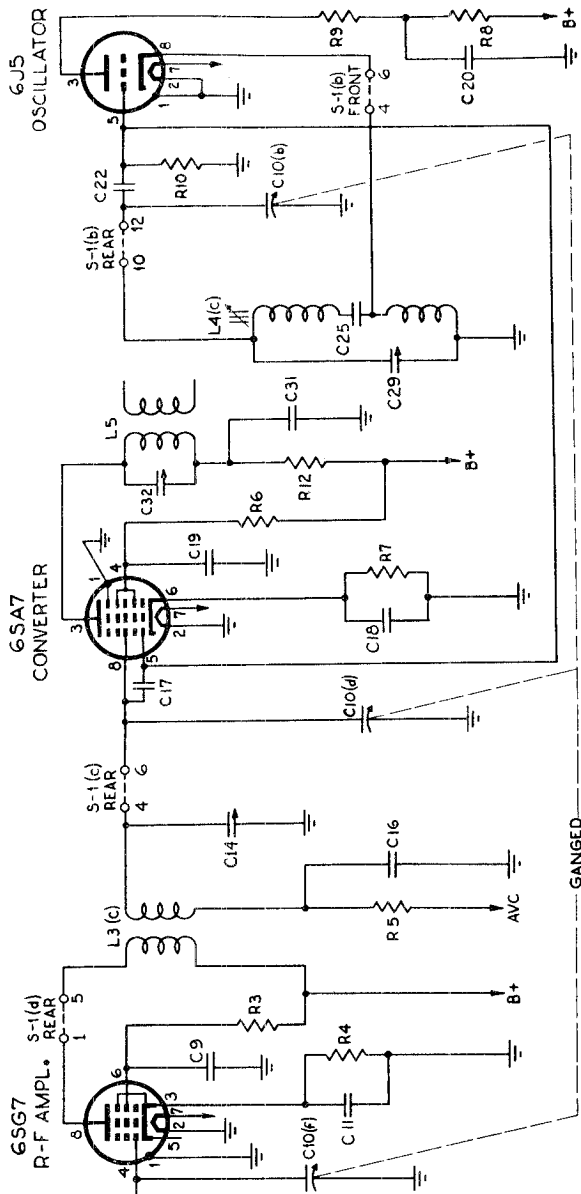 6SG7
R-F AMPL.
S-1(d)
REAR
1
5
8
4
6
3
7
2
5
1
C9
R3
C10(f)
C11
R4
B+
L3(c)
C14
R5
AVC
C16
S-1(c)
REAR
4
6
C17
C10(d)
6SA7
CONVERTER
3
8
5
1
4
6
7
2
C19
R6
C18
R7
C32
L5
C31
R12
B+
L4(c)
C25
C29
S-1(b)
REAR
10
12
C22
R10
C10(b)
6J5
OSCILLATOR
3
5
8
7
2
1
S-1(b)
FRONT
4
6
R9
R8
C20
B+
GANGED